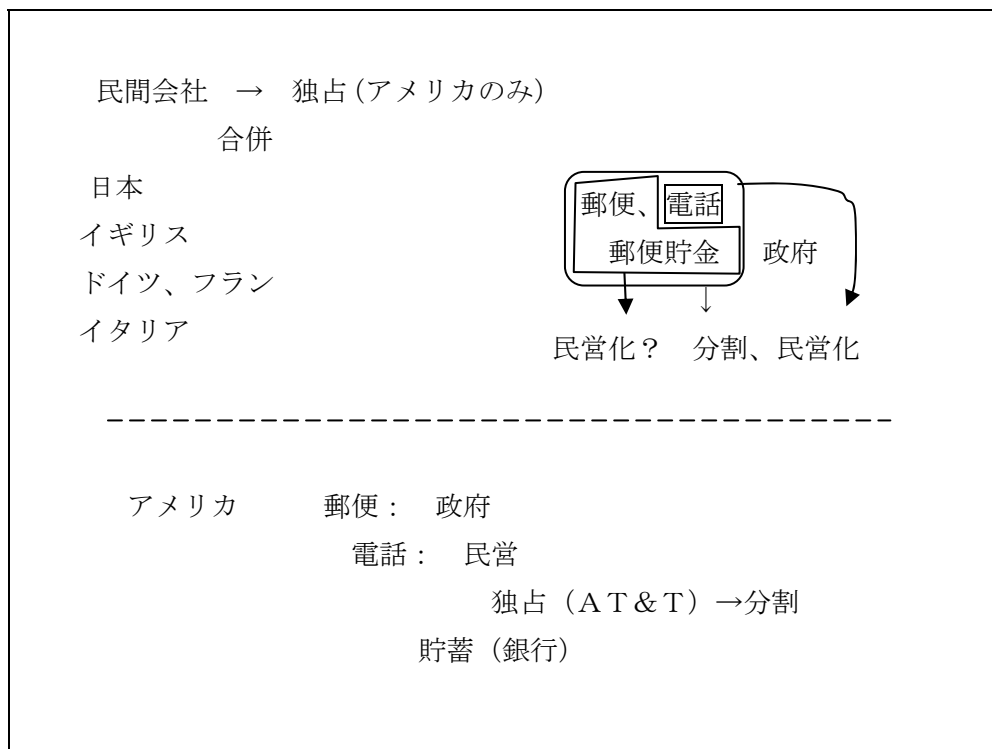 民間会社 → 独占(アメリカのみ)
合併
日本
イギリス
ドイツ、フラン
イタリア
郵便、電話
郵便貯金 政府
↓
民営化? 分割、民営化
アメリカ 郵便: 政府
電話: 民営
独占(AT&T)→分割
貯蓄(銀行)